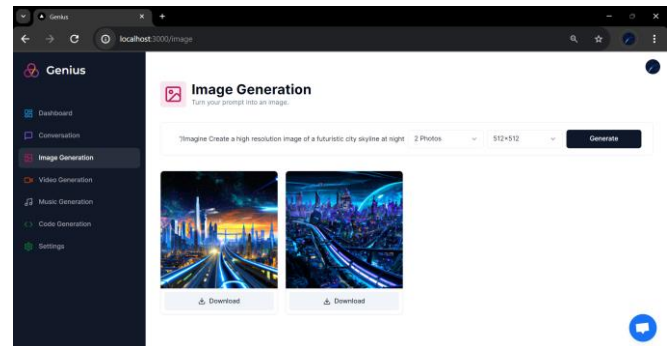 Genius
localhost:3000/image
Genius
Dashboard
Conversation
Image Generation
Video Generation
Music Generation
Code Generation
Settings
Image Generation
Turn your prompt into an image.
"/Imagine Create a high resolution image of a futuristic city skyline at night
2 Photos
512x512
Generate
Download
Download